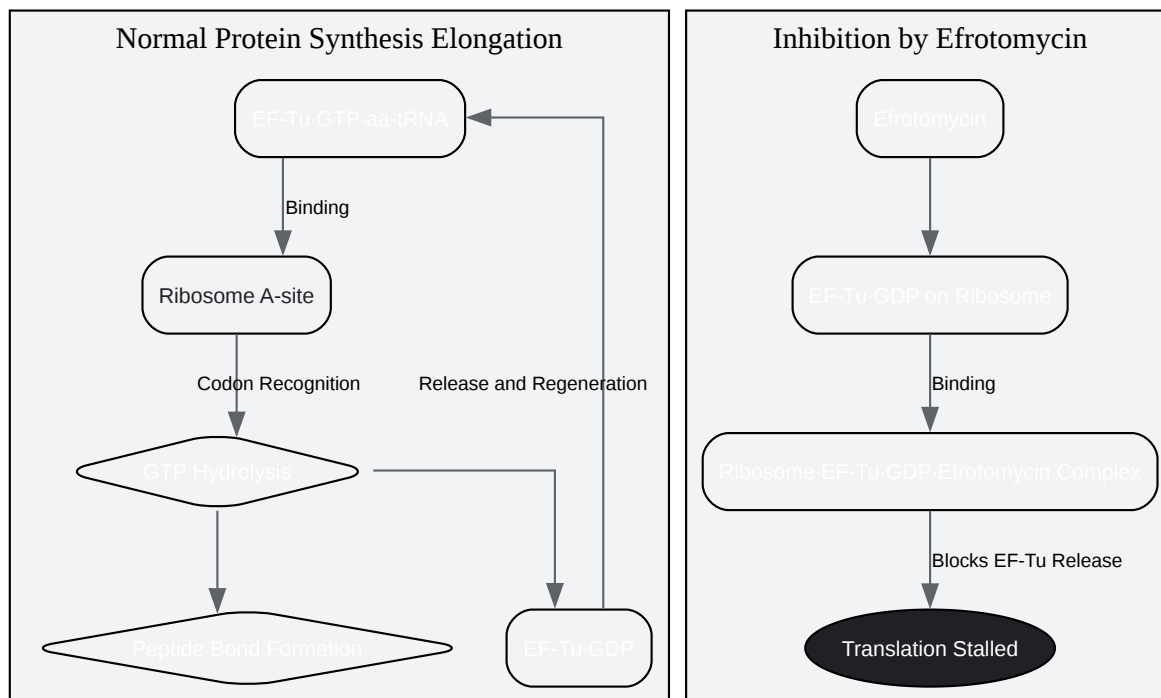 Normal Protein Synthesis Elongation
EF-Tu·GTP·aa-tRNA
Binding
Ribosome A-site
Codon Recognition
Release and Regeneration
GTP Hydrolysis
Peptide Bond Formation
EF-Tu·GDP
Inhibition by Efrotomycin
Efrotomycin
EF-Tu·GDP on Ribosome
Binding
Ribosome·EF-Tu·GDP·Efrotomycin Complex
Blocks EF-Tu Release
Translation Stalled